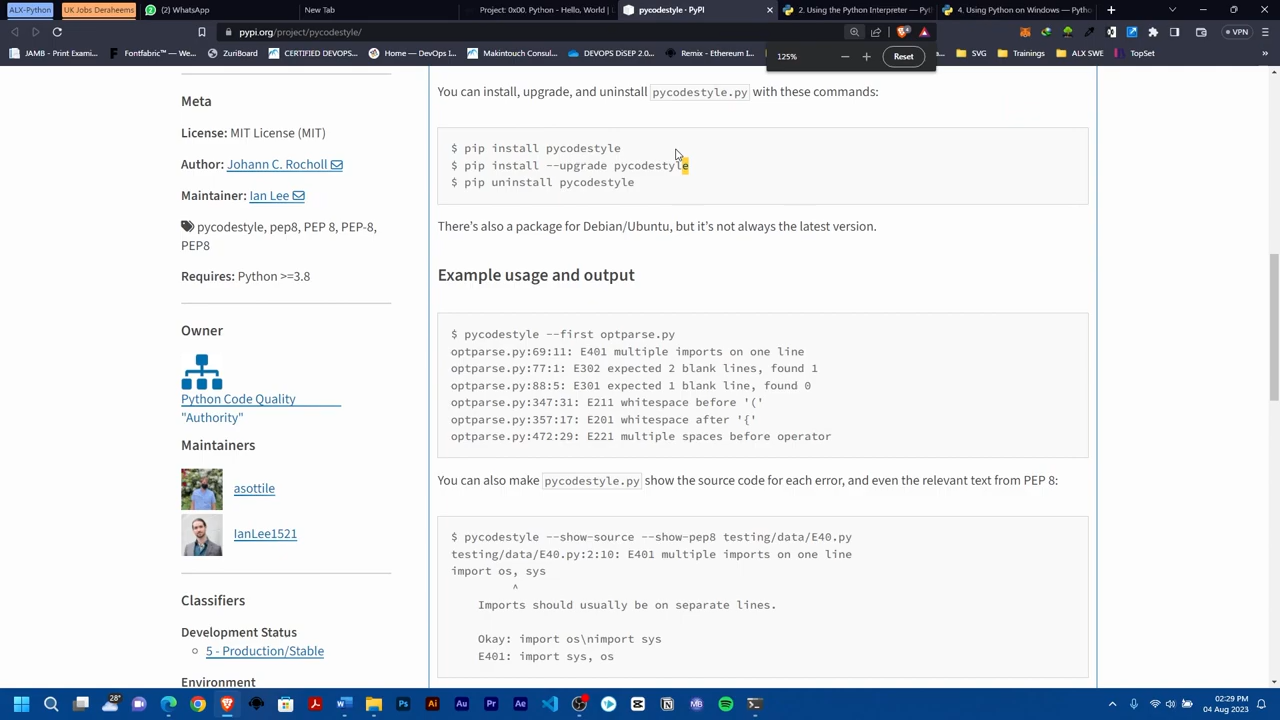 ALX-Python
UK Jobs Deraheems
(2) WhatsApp
New Tab
Project: 0x00. Python - Hello, World |
pycodestyle · PyPI
2. Using the Python Interpreter — Pyt
4. Using Python on Windows — Pytho
pypi.org/project/pycodestyle/
VPN
JAMB - Print Exami...
Fontfabric™ — We m...
ZuriBoard
CERTIFIED DEVOPS...
Home — DevOps I...
Makintouch Consul...
DEVOPS DiSEP 2.0...
Remix - Ethereum I...
SVG
Trainings
ALX SWE
TopSet
125%
Reset
Meta
License: MIT License (MIT)
Author: Johann C. Rocholl
Maintainer: Ian Lee
pycodestyle, pep8, PEP 8, PEP-8,
PEP8
Requires: Python >=3.8
Owner
Python Code Quality
"Authority"
Maintainers
asottile
IanLee1521
Classifiers
Development Status
5 - Production/Stable
Environment
You can install, upgrade, and uninstall pycodestyle.py with these commands:
$ pip install pycodestyle
$ pip install --upgrade pycodestyle
$ pip uninstall pycodestyle
There's also a package for Debian/Ubuntu, but it's not always the latest version.
Example usage and output
$ pycodestyle --first optparse.py
optparse.py:69:11: E401 multiple imports on one line
optparse.py:77:1: E302 expected 2 blank lines, found 1
optparse.py:88:5: E301 expected 1 blank line, found 0
optparse.py:347:31: E211 whitespace before '('
optparse.py:357:17: E201 whitespace after '{'
optparse.py:472:29: E221 multiple spaces before operator
You can also make pycodestyle.py show the source code for each error, and even the relevant text from PEP 8:
$ pycodestyle --show-source --show-pep8 testing/data/E40.py
testing/data/E40.py:2:10: E401 multiple imports on one line
import os, sys
^
Imports should usually be on separate lines.
Okay: import os\nimport sys
E401: import sys, os
28°
Ps
Ai
Au
Pr
Ae
02:29 PM
04 Aug 2023